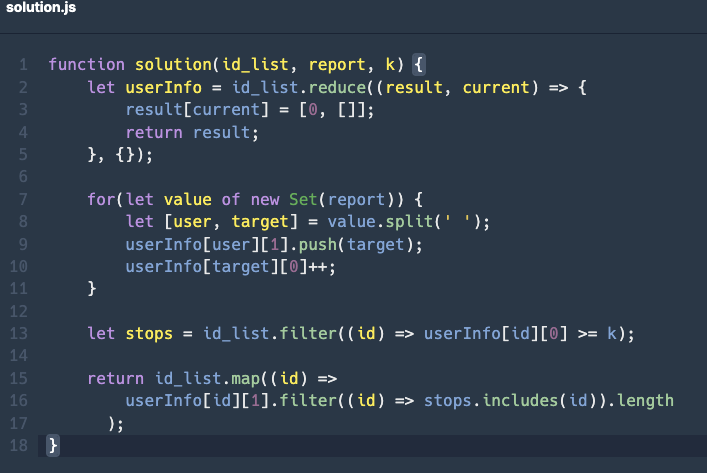 solution.js
1 function solution(id_list, report, k) {
2     let userInfo = id_list.reduce((result, current) => {
3         result[current] = [0, []];
4         return result;
5     }, {});
6
7     for(let value of new Set(report)) {
8         let [user, target] = value.split(' ');
9         userInfo[user][1].push(target);
10         userInfo[target][0]++;
11     }
12
13     let stops = id_list.filter((id) => userInfo[id][0] >= k);
14
15     return id_list.map((id) =>
16         userInfo[id][1].filter((id) => stops.includes(id)).length
17       );
18 }